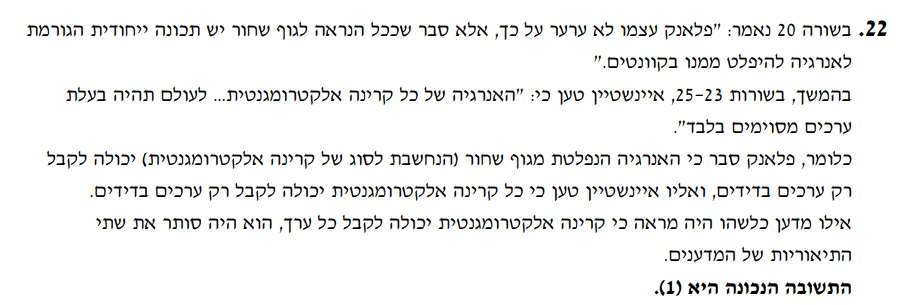 22. בשורה 20 נאמר: "פלאנק עצמו לא ערער על כך, אלא סבר שככל הנראה לגוף שחור יש תכונה ייחודית הגורמת
לאנרגיה להיפלט ממנו בקוונטים."
בהמשך, בשורות 23-25, איינשטיין טען כי: "האנרגיה של כל קרינה אלקטרומגנטית... לעולם תהיה בעלת
ערכים מסוימים בלבד".
כלומר, פלאנק סבר כי האנרגיה הנפלטת מגוף שחור (הנחשבת לסוג של קרינה אלקטרומגנטית) יכולה לקבל
רק ערכים בדידים, ואליו איינשטיין טען כי כל קרינה אלקטרומגנטית יכולה לקבל רק ערכים בדידים.
אילו מדען כלשהו היה מראה כי קרינה אלקטרומגנטית יכולה לקבל כל ערך, הוא היה סותר את שתי
התיאוריות של המדענים.
התשובה הנכונה היא (1).